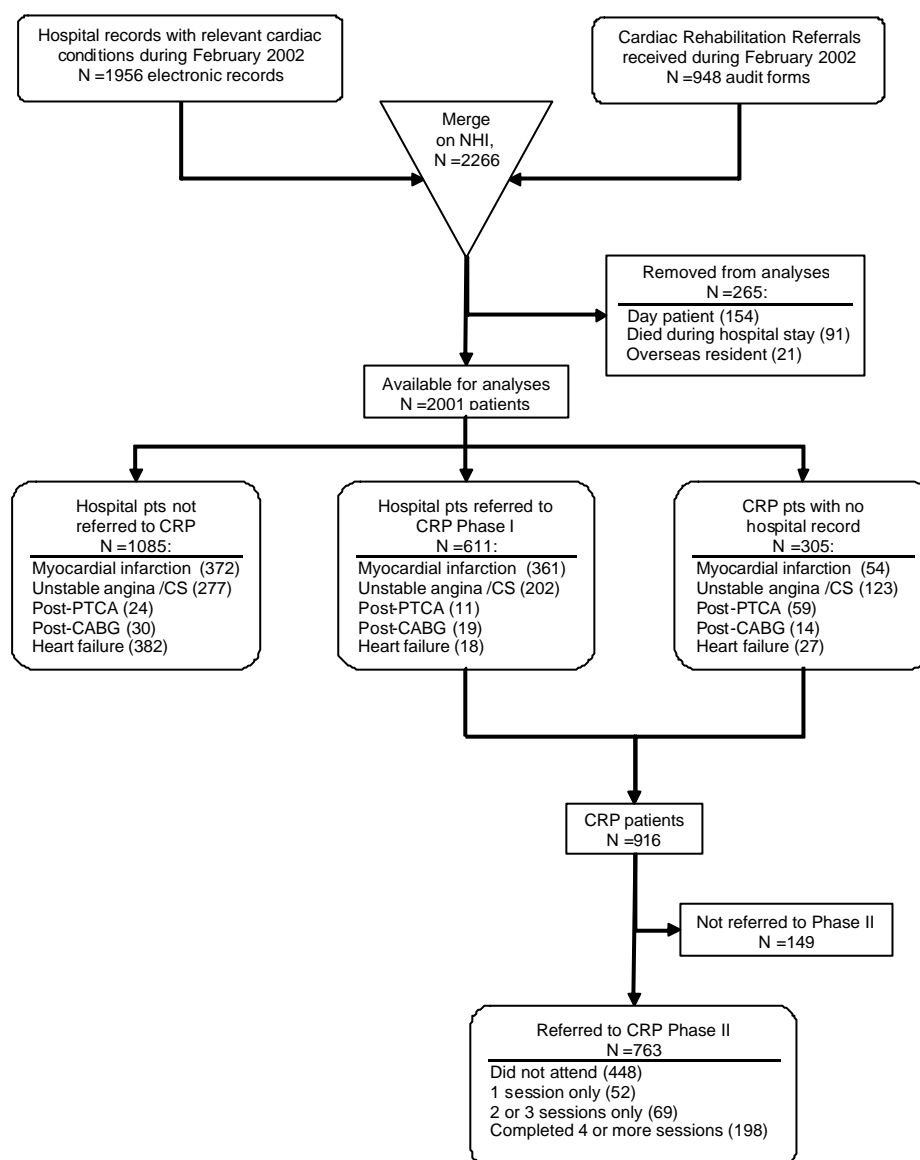 Hospital records with relevant cardiac
conditions during February 2002
N =1956 electronic records
Cardiac Rehabilitation Referrals
received during February 2002
N =948 audit forms
Merge
on NHI,
N =2266
Removed from analyses
N =265:
Day patient (154)
Died during hospital stay (91)
Overseas resident (21)
Available for analyses
N =2001 patients
Hospital pts not
referred to CRP
N =1085:
Myocardial infarction (372)
Unstable angina /CS (277)
Post-PTCA (24)
Post-CABG (30)
Heart failure (382)
Hospital pts referred to
CRP Phase I
N =611:
Myocardial infarction (361)
Unstable angina /CS (202)
Post-PTCA (11)
Post-CABG (19)
Heart failure (18)
CRP pts with no
hospital record
N =305:
Myocardial infarction (54)
Unstable angina /CS (123)
Post-PTCA (59)
Post-CABG (14)
Heart failure (27)
CRP patients
N =916
Not referred to Phase II
N =149
Referred to CRP Phase II
N =763
Did not attend (448)
1 session only (52)
2 or 3 sessions only (69)
Completed 4 or more sessions (198)